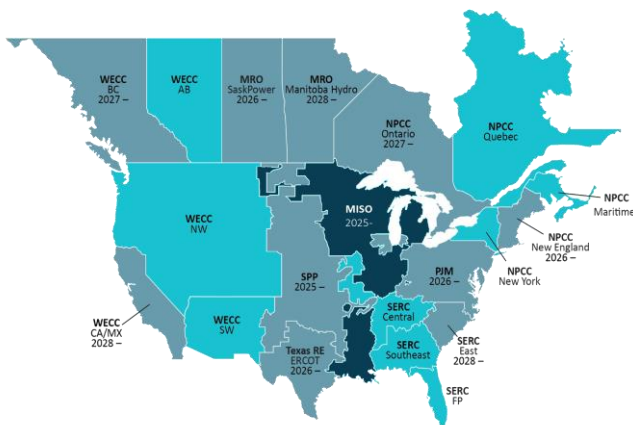 WECC
BC
2027 –
WECC
AB
MRO
SaskPower
2026 –
MRO
Manitoba Hydro
2028 –
NPCC
Ontario
2027 –
NPCC
Quebec
NPCC
Maritime
WECC
NW
MISO
2025-
NPCC
New England
2026 –
NPCC
New York
SPP
2025 –
PJM
2026 –
WECC
CA/MX
2028 –
WECC
SW
SERC
Central
SERC
Southeast
SERC
East
2028 –
Texas RE
ERCOT
2026 –
SERC
FP